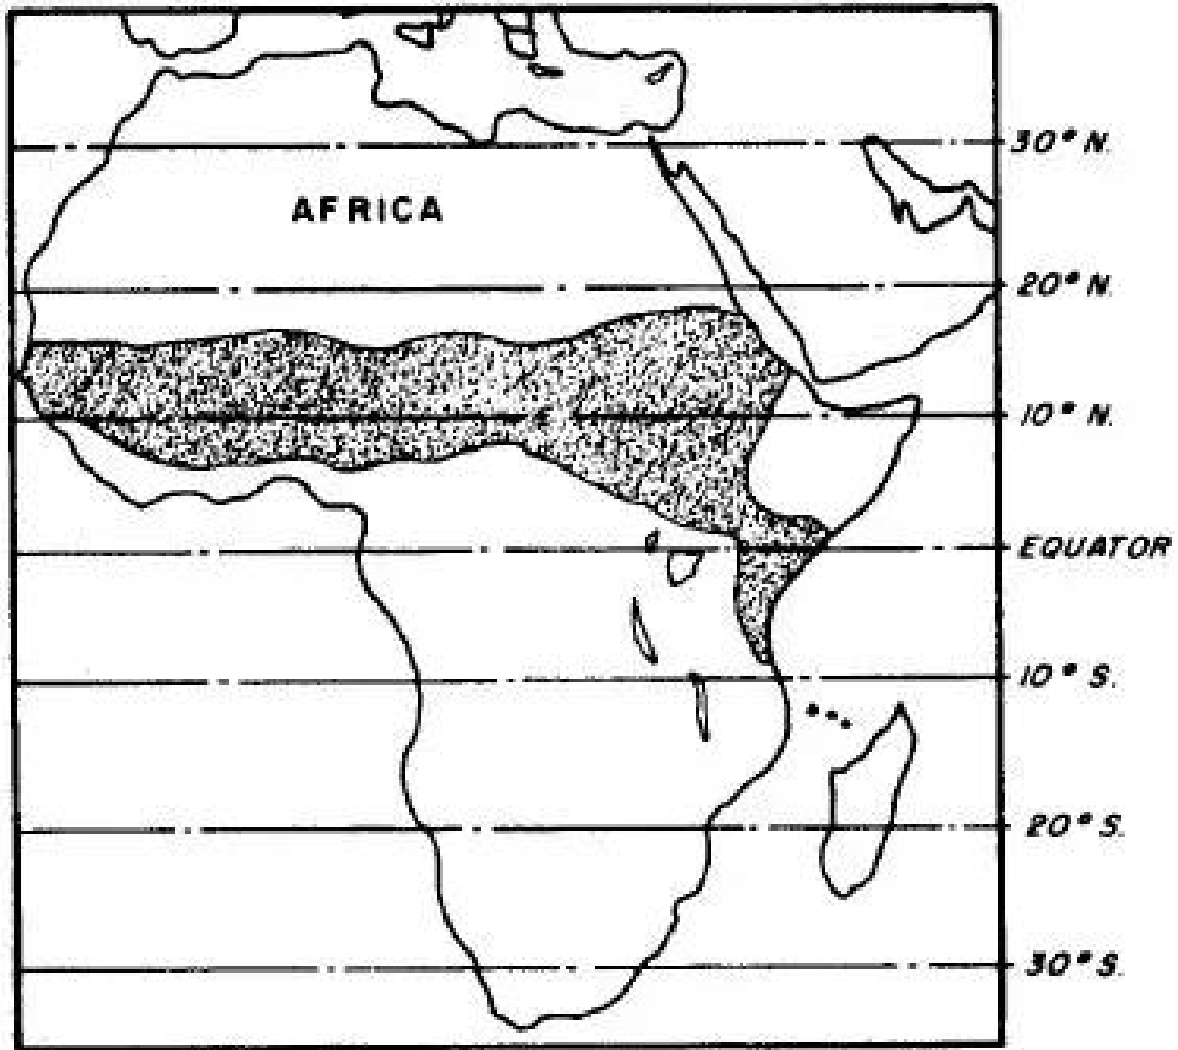 30° N.
AFRICA
20° N.
10° N.
EQUATOR
10° S.
20° S.
30° S.